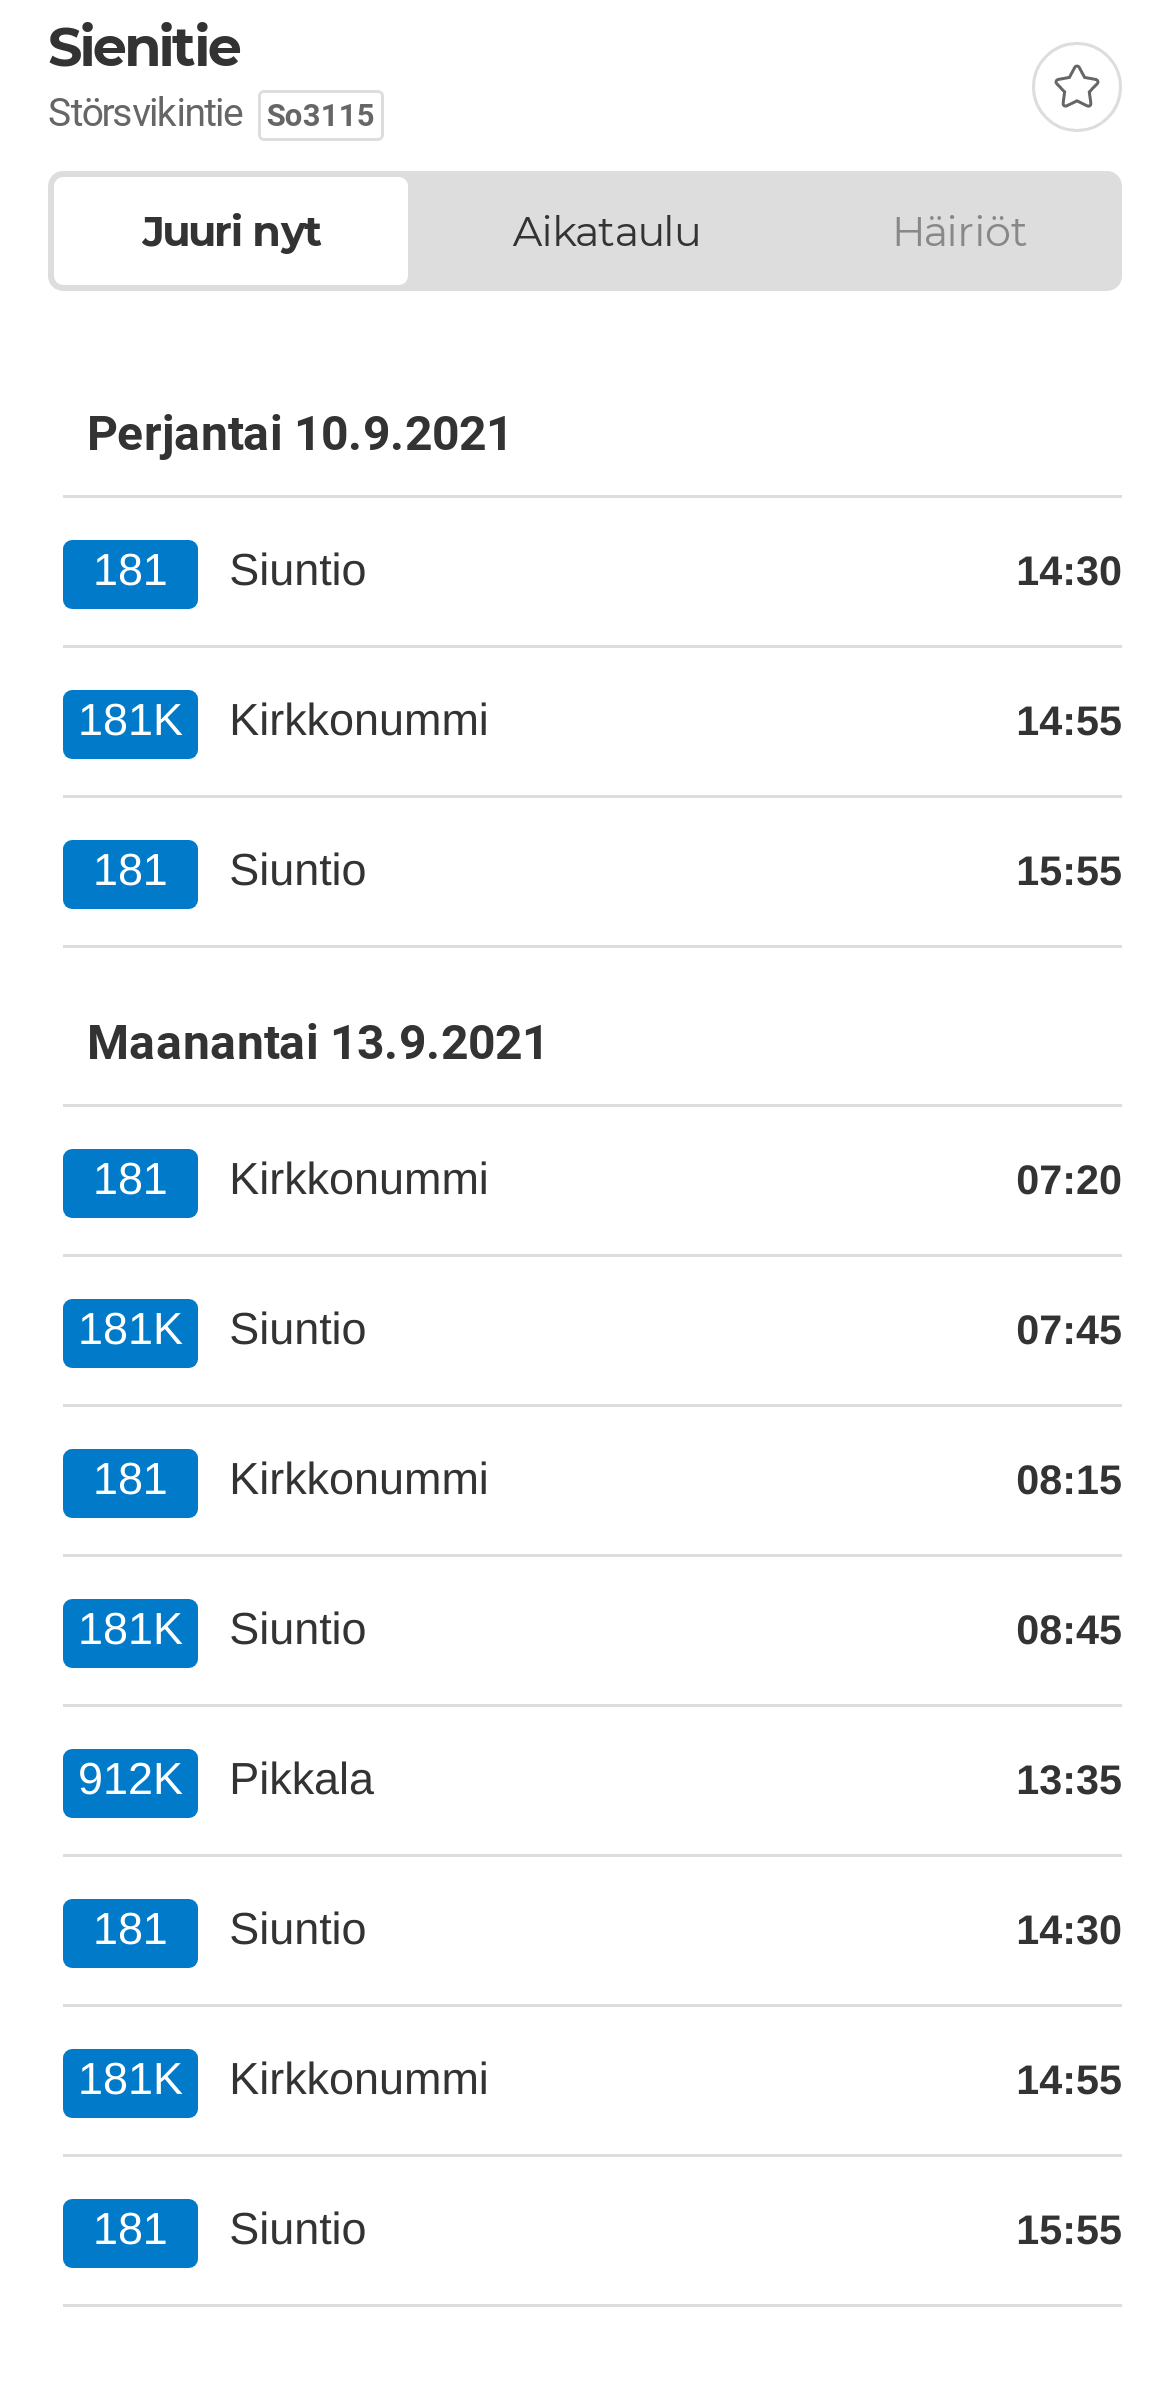 Sienitie
Störsvikintie So3115
Juuri nyt Aikataulu Häiriöt
Perjantai 10.9.2021
181 Siuntio 14:30
181K Kirkkonummi 14:55
181 Siuntio 15:55
Maanantai 13.9.2021
181 Kirkkonummi 07:20
181K Siuntio 07:45
181 Kirkkonummi 08:15
181K Siuntio 08:45
912K Pikkala 13:35
181 Siuntio 14:30
181K Kirkkonummi 14:55
181 Siuntio 15:55